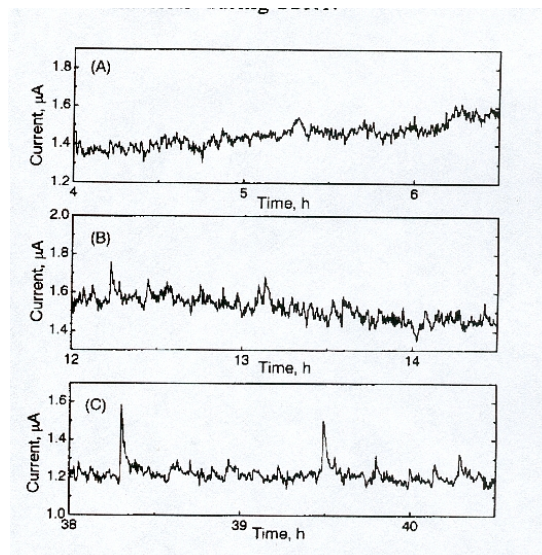 1.8
(A)
1.6
1.4
1.2
Current, μA
4 5 6
Time, h
2.0
(B)
1.8
1.6
1.4
Current, μA
12 13 14
Time, h
1.6
(C)
1.4
1.2
1.0
Current, μA
38 39 40
Time, h